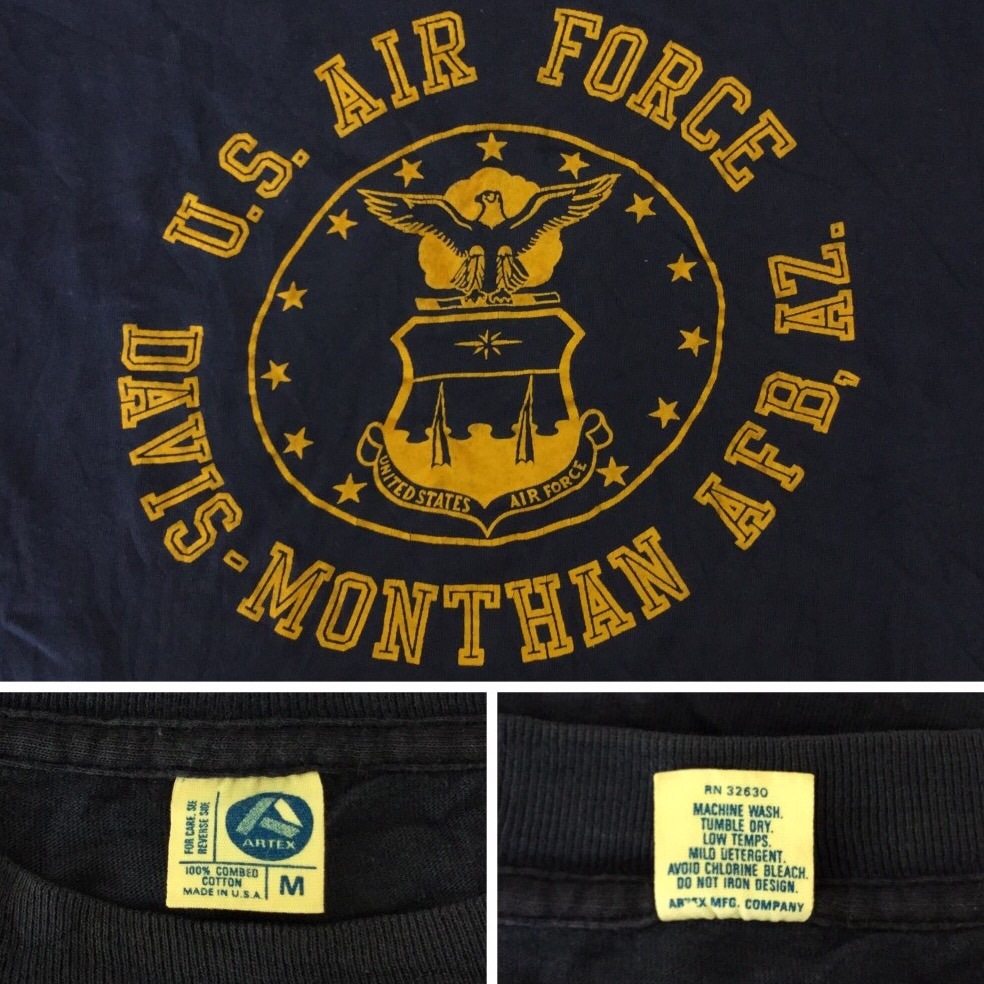 U.S. AIR FORCE
DAVIS-MONTHAN AFB, AZ.
UNITED STATES AIR FORCE
FOR CARE, SEE
REVERSE SIDE
ARTEX
100% COMBED
COTTON
MADE IN U.S.A.
M
RN 32630
MACHINE WASH.
TUMBLE DRY.
LOW TEMPS.
MILD DETERGENT.
AVOID CHLORINE BLEACH.
DO NOT IRON DESIGN.
ARTEX MFG. COMPANY